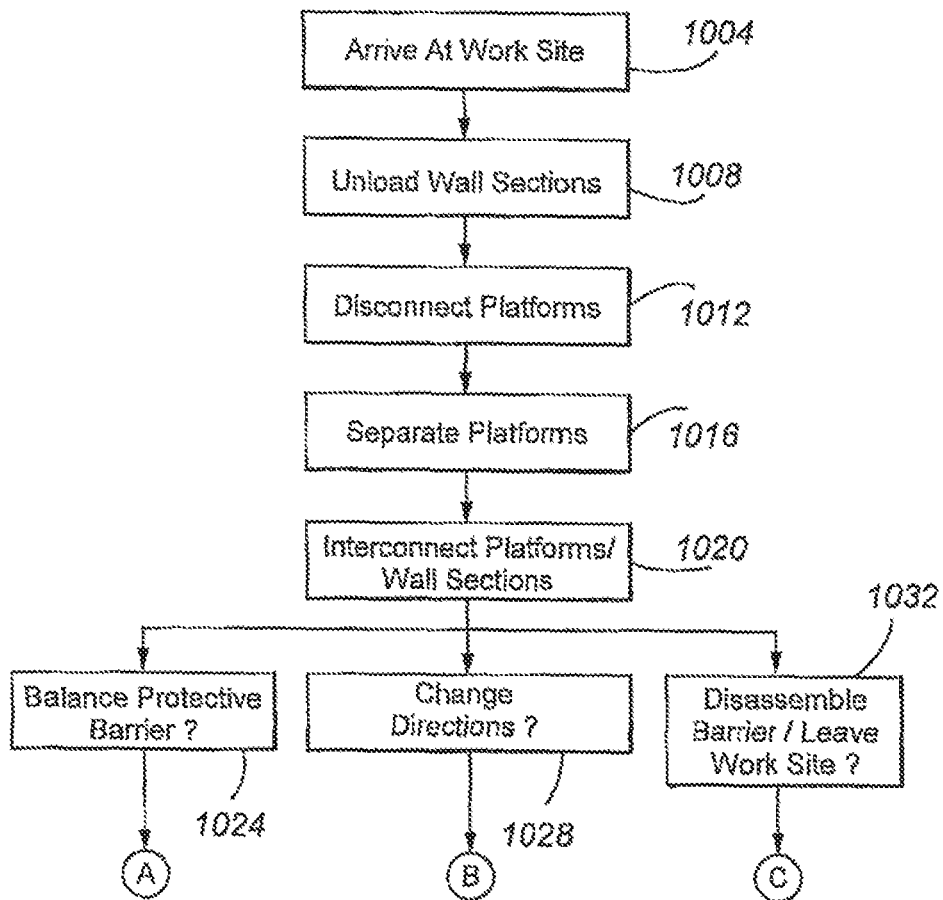 Arrive At Work Site
1004
Unload Wall Sections
1008
Disconnect Platforms
1012
Separate Platforms
1016
Interconnect Platforms/
Wall Sections
1020
1032
Balance Protective
Barrier ?
1024
Change
Directions ?
1028
Disassemble
Barrier / Leave
Work Site ?
A
B
C